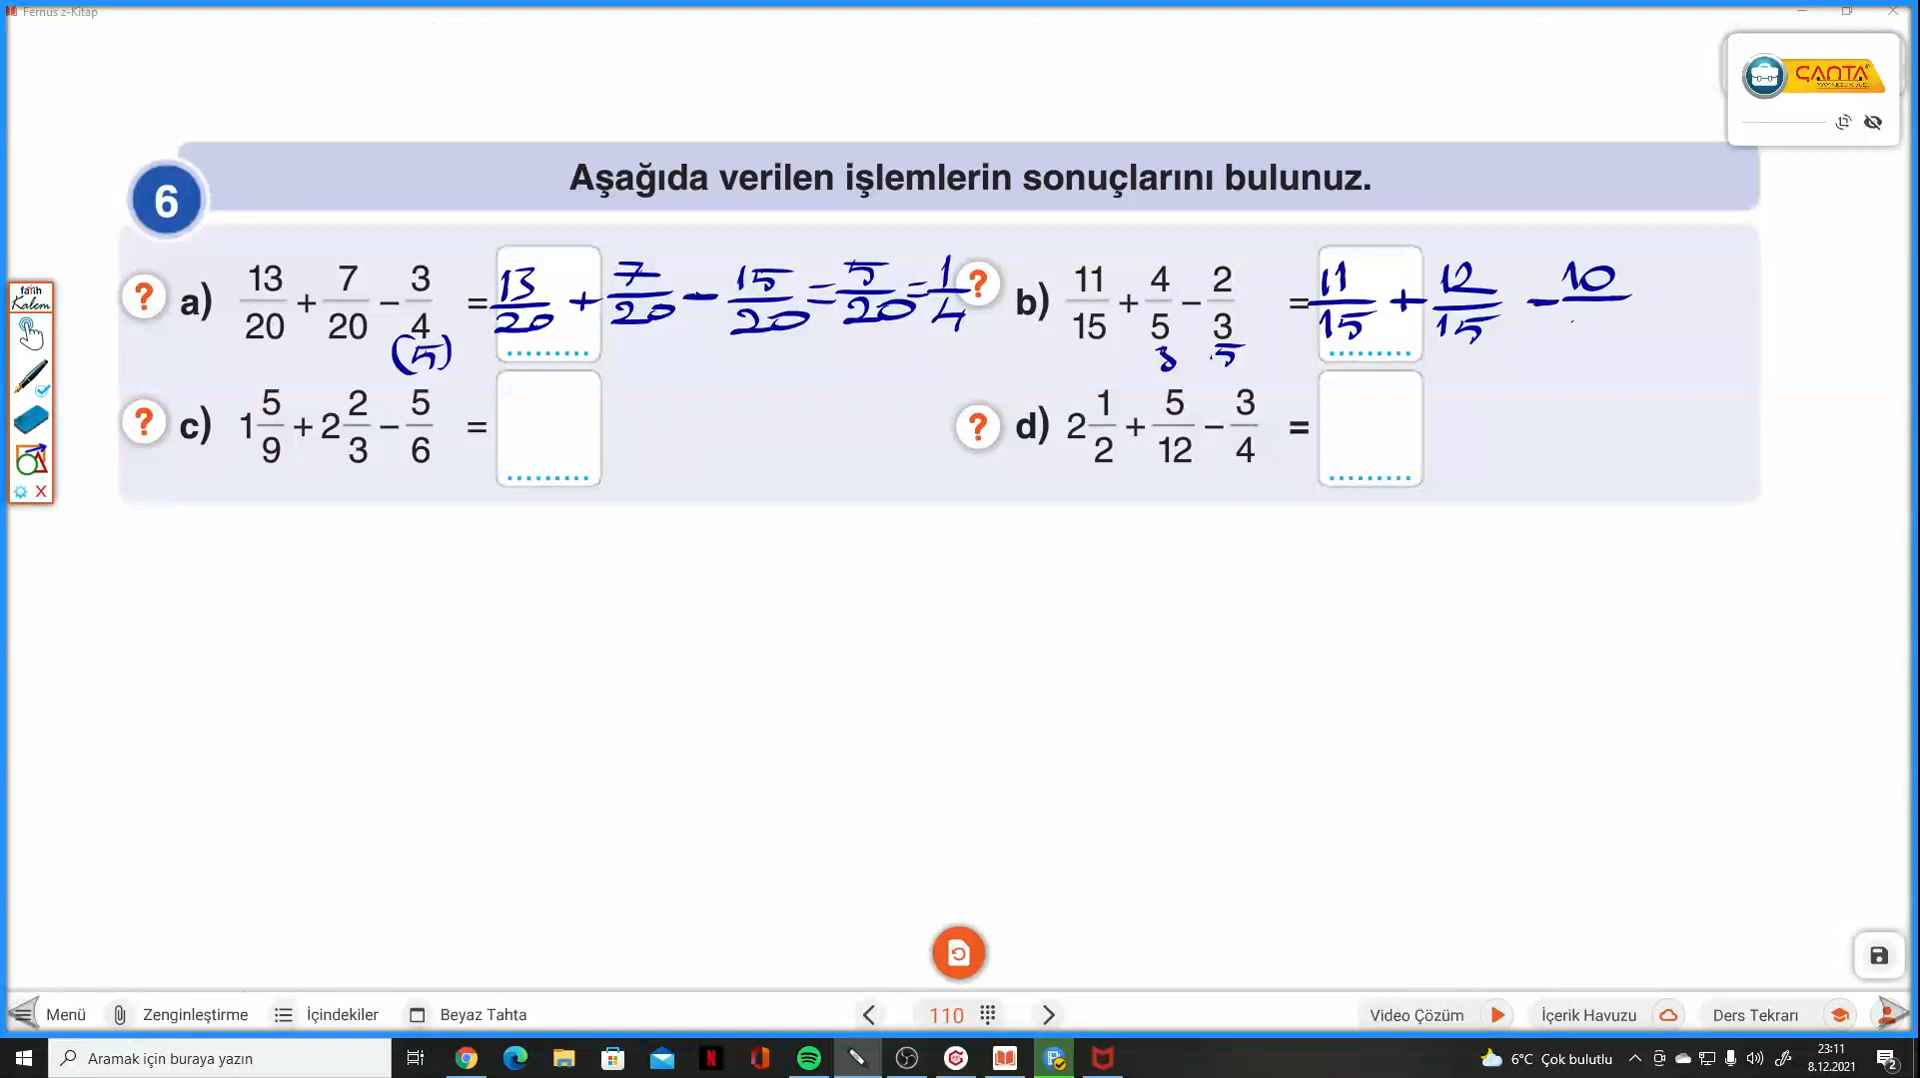 Fernus z-Kitap
ÇANTA
YAYINCILIK A.Ş.
6
Aşağıda verilen işlemlerin sonuçlarını bulunuz.
? a) 13/20 + 7/20 - 3/4 = 13/20 + 7/20 - 15/20 = 5/20 = 1/4
(5)
? b) 11/15 + 4/5 - 2/3 = 11/15 + 12/15 - 10
3 5
? c) 1 5/9 + 2 2/3 - 5/6 =
? d) 2 1/2 + 5/12 - 3/4 =
fatih
Kalem
X
Menü Zenginleştirme İçindekiler Beyaz Tahta 110 Video Çözüm İçerik Havuzu Ders Tekrarı
Aramak için buraya yazın 6°C Çok bulutlu 23:11
8.12.2021 2